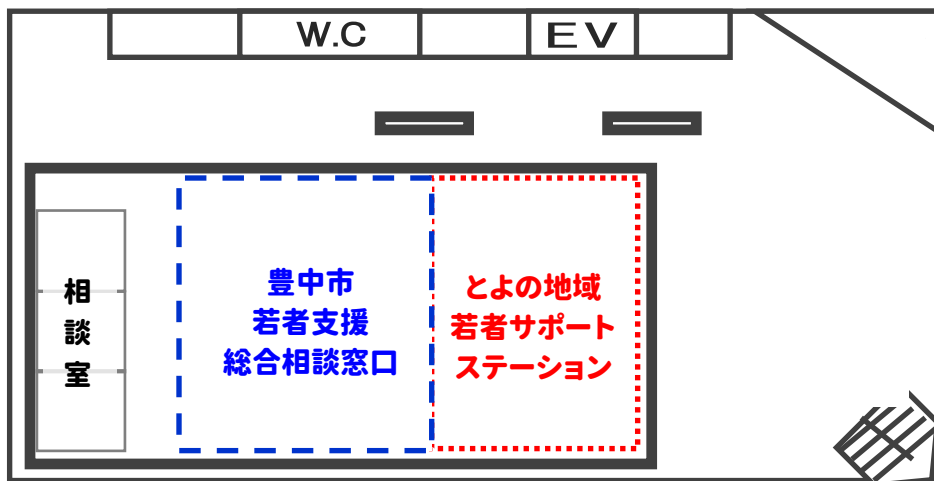 W.C
EV
相談室
豊中市
若者支援
総合相談窓口
とよの地域
若者サポート
ステーション